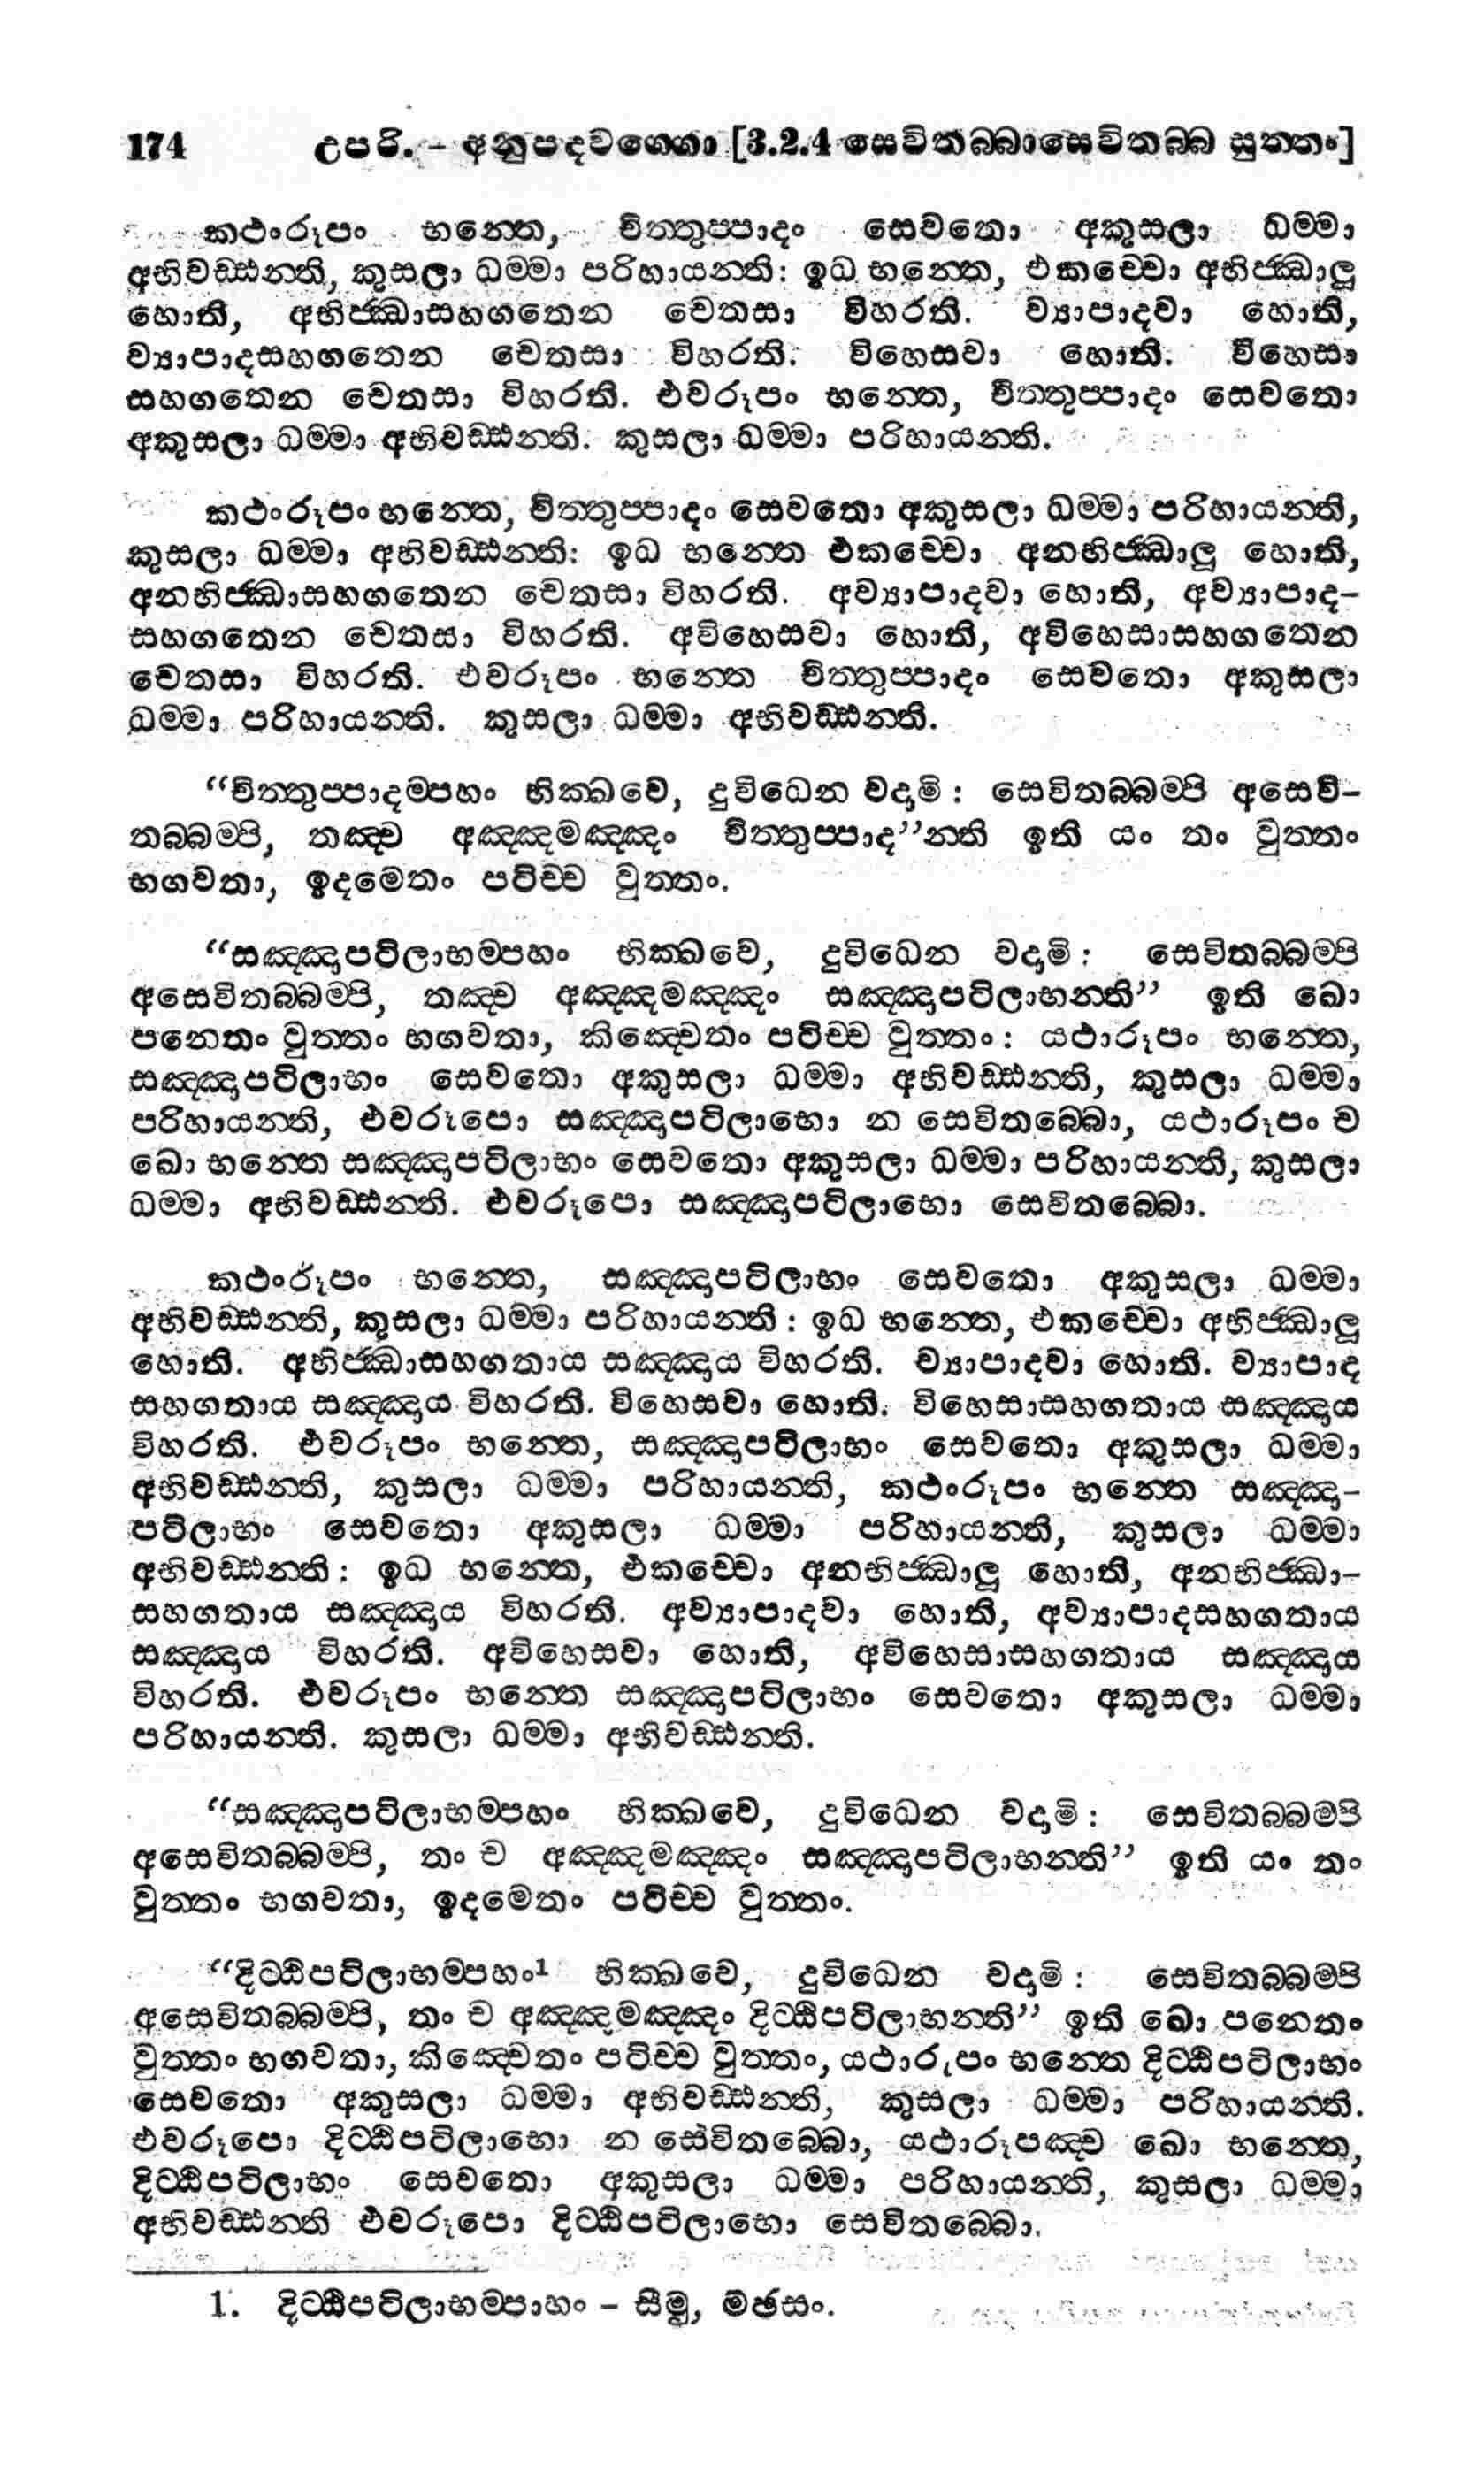 174 උපරි. - අනුපදවග්ගො [3.2.4 සෙවිතබ්බාසෙවිතබ්බ සුත්තං]
කථංරූපං භන්තෙ, චිත්තුප්පාදං සෙවතො අකුසලා ධම්මා
අභිවඩ්ඪන්ති, කුසලා ධම්මා පරිහායන්ති: ඉධ භන්තෙ, එකච්චො අභිජ්ඣාලූ
හොති, අභිජ්ඣාසහගතෙන චෙතසා විහරති. ව්‍යාපාදවා හොති,
ව්‍යාපාදසහගතෙන චෙතසා විහරති. විහෙසවා හොති. විහෙසා
සහගතෙන චෙතසා විහරති. එවරූපං භන්තෙ, චිත්තුප්පාදං සෙවතො
අකුසලා ධම්මා අභිවඩ්ඪන්ති. කුසලා ධම්මා පරිහායන්ති.
කථංරූපං භන්තෙ, චිත්තුප්පාදං සෙවතො අකුසලා ධම්මා පරිහායන්ති,
කුසලා ධම්මා අභිවඩ්ඪන්ති: ඉධ භන්තෙ එකච්චො අනභිජ්ඣාලූ හොති,
අනභිජ්ඣාසහගතෙන චෙතසා විහරති. අව්‍යාපාදවා හොති, අව්‍යාපාද-
සහගතෙන චෙතසා විහරති. අවිහෙසවා හොති, අවිහෙසාසහගතෙන
චෙතසා විහරති. එවරූපං භන්තෙ චිත්තුප්පාදං සෙවතො අකුසලා
ධම්මා පරිහායන්ති. කුසලා ධම්මා අභිවඩ්ඪන්ති.
“චිත්තුප්පාදම්පහං භික්ඛවෙ, දුවිධෙන වදාමි: සෙවිතබ්බම්පි අසෙවි-
තබ්බම්පි, තඤ්ච අඤ්ඤමඤ්ඤං චිත්තුප්පාද”න්ති ඉති යං තං වුත්තං
භගවතා, ඉදමෙතං පටිච්ච වුත්තං.
“සඤ්ඤාපටිලාභම්පහං භික්ඛවෙ, දුවිධෙන වදාමි: සෙවිතබ්බම්පි
අසෙවිතබ්බම්පි, තඤ්ච අඤ්ඤමඤ්ඤං සඤ්ඤාපටිලාභන්ති” ඉති ඛො
පනෙතං වුත්තං භගවතා, කිඤ්චෙතං පටිච්ච වුත්තං: යථාරූපං භන්තෙ,
සඤ්ඤාපටිලාභං සෙවතො අකුසලා ධම්මා අභිවඩ්ඪන්ති, කුසලා ධම්මා
පරිහායන්ති, එවරූපො සඤ්ඤාපටිලාභො න සෙවිතබ්බො, යථාරූපං ච
ඛො භන්තෙ සඤ්ඤාපටිලාභං සෙවතො අකුසලා ධම්මා පරිහායන්ති, කුසලා
ධම්මා අභිවඩ්ඪන්ති. එවරූපො සඤ්ඤාපටිලාභො සෙවිතබ්බො.
කථංරූපං භන්තෙ, සඤ්ඤාපටිලාභං සෙවතො අකුසලා ධම්මා
අභිවඩ්ඪන්ති, කුසලා ධම්මා පරිහායන්ති: ඉධ භන්තෙ, එකච්චො අභිජ්ඣාලූ
හොති. අභිජ්ඣාසහගතාය සඤ්ඤාය විහරති. ව්‍යාපාදවා හොති. ව්‍යාපාද
සහගතාය සඤ්ඤාය විහරති. විහෙසවා හොති. විහෙසාසහගතාය සඤ්ඤාය
විහරති. එවරූපං භන්තෙ, සඤ්ඤාපටිලාභං සෙවතො අකුසලා ධම්මා
අභිවඩ්ඪන්ති, කුසලා ධම්මා පරිහායන්ති, කථංරූපං භන්තෙ සඤ්ඤා-
පටිලාභං සෙවතො අකුසලා ධම්මා පරිහායන්ති, කුසලා ධම්මා
අභිවඩ්ඪන්ති: ඉධ භන්තෙ, එකච්චො අනභිජ්ඣාලූ හොති, අනභිජ්ඣා-
සහගතාය සඤ්ඤාය විහරති. අව්‍යාපාදවා හොති, අව්‍යාපාදසහගතාය
සඤ්ඤාය විහරති. අවිහෙසවා හොති, අවිහෙසාසහගතාය සඤ්ඤාය
විහරති. එවරූපං භන්තෙ සඤ්ඤාපටිලාභං සෙවතො අකුසලා ධම්මා
පරිහායන්ති. කුසලා ධම්මා අභිවඩ්ඪන්ති.
“සඤ්ඤාපටිලාභම්පහං භික්ඛවෙ, දුවිධෙන වදාමි: සෙවිතබ්බම්පි
අසෙවිතබ්බම්පි, තං ච අඤ්ඤමඤ්ඤං සඤ්ඤාපටිලාභන්ති” ඉති යං තං
වුත්තං භගවතා, ඉදමෙතං පටිච්ච වුත්තං.
“දිට්ඨිපටිලාභම්පහං¹ භික්ඛවෙ, දුවිධෙන වදාමි: සෙවිතබ්බම්පි
අසෙවිතබ්බම්පි, තං ච අඤ්ඤමඤ්ඤං දිට්ඨිපටිලාභන්ති” ඉති ඛො පනෙතං
වුත්තං භගවතා, කිඤ්චෙතං පටිච්ච වුත්තං, යථාරුපං භන්තෙ දිට්ඨිපටිලාභං
සෙවතො අකුසලා ධම්මා අභිවඩ්ඪන්ති, කුසලා ධම්මා පරිහායන්ති.
එවරූපො දිට්ඨිපටිලාභො න සේවිතබ්බො, යථාරූපඤ්ච ඛො භන්තෙ,
දිට්ඨිපටිලාභං සෙවතො අකුසලා ධම්මා පරිහායන්ති, කුසලා ධම්මා
අභිවඩ්ඪන්ති එවරූපො දිට්ඨිපටිලාභො සෙවිතබ්බො.
1. දිට්ඨිපටිලාභම්පාහං - සීමු, මඡසං.